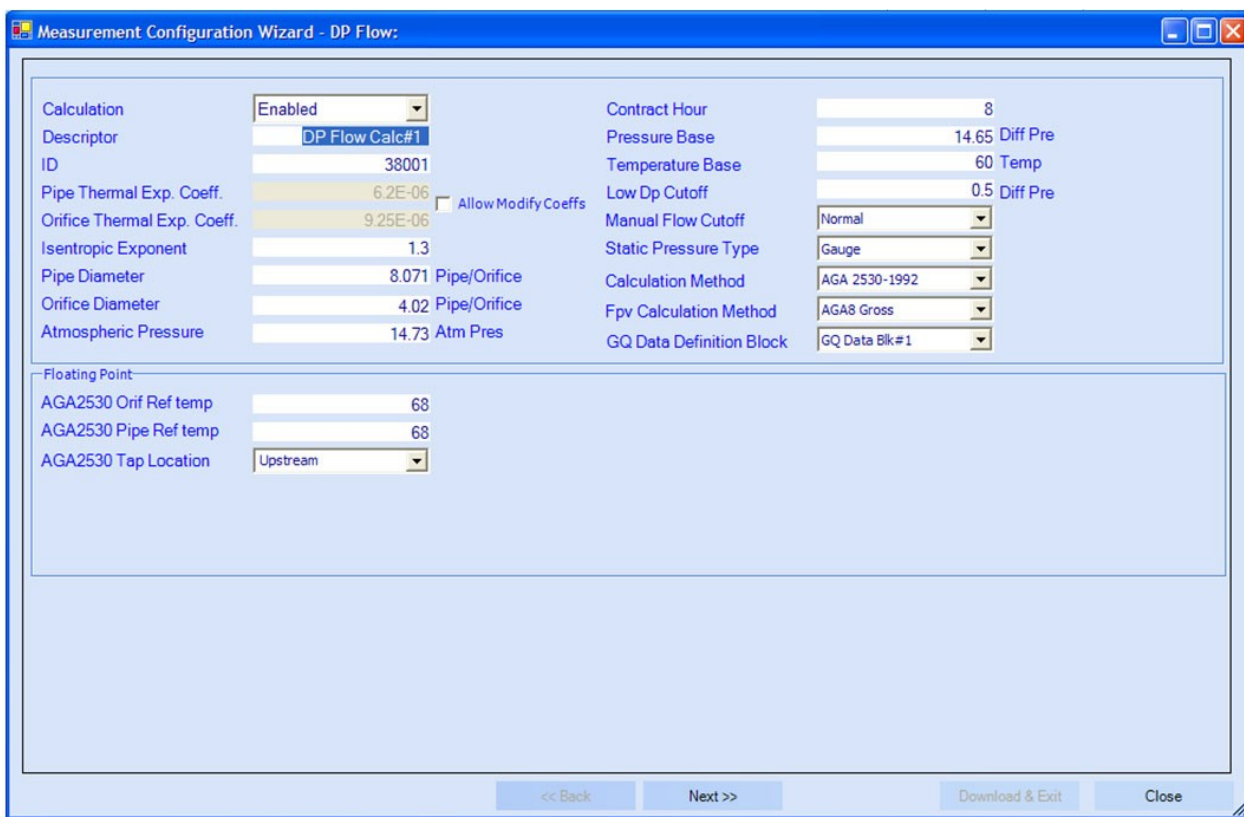 Measurement Configuration Wizard - DP Flow:
Calculation Enabled
Descriptor DP Flow Calc#1
ID 38001
Pipe Thermal Exp. Coeff. 6.2E-06
Allow Modify Coeffs
Orifice Thermal Exp. Coeff. 9.25E-06
Isentropic Exponent 1.3
Pipe Diameter 8.071 Pipe/Orifice
Orifice Diameter 4.02 Pipe/Orifice
Atmospheric Pressure 14.73 Atm Pres
Contract Hour 8
Pressure Base 14.65 Diff Pre
Temperature Base 60 Temp
Low Dp Cutoff 0.5 Diff Pre
Manual Flow Cutoff Normal
Static Pressure Type Gauge
Calculation Method AGA 2530-1992
Fpv Calculation Method AGA8 Gross
GQ Data Definition Block GQ Data Blk#1
Floating Point
AGA2530 Orif Ref temp 68
AGA2530 Pipe Ref temp 68
AGA2530 Tap Location Upstream
<< Back Next >> Download & Exit Close